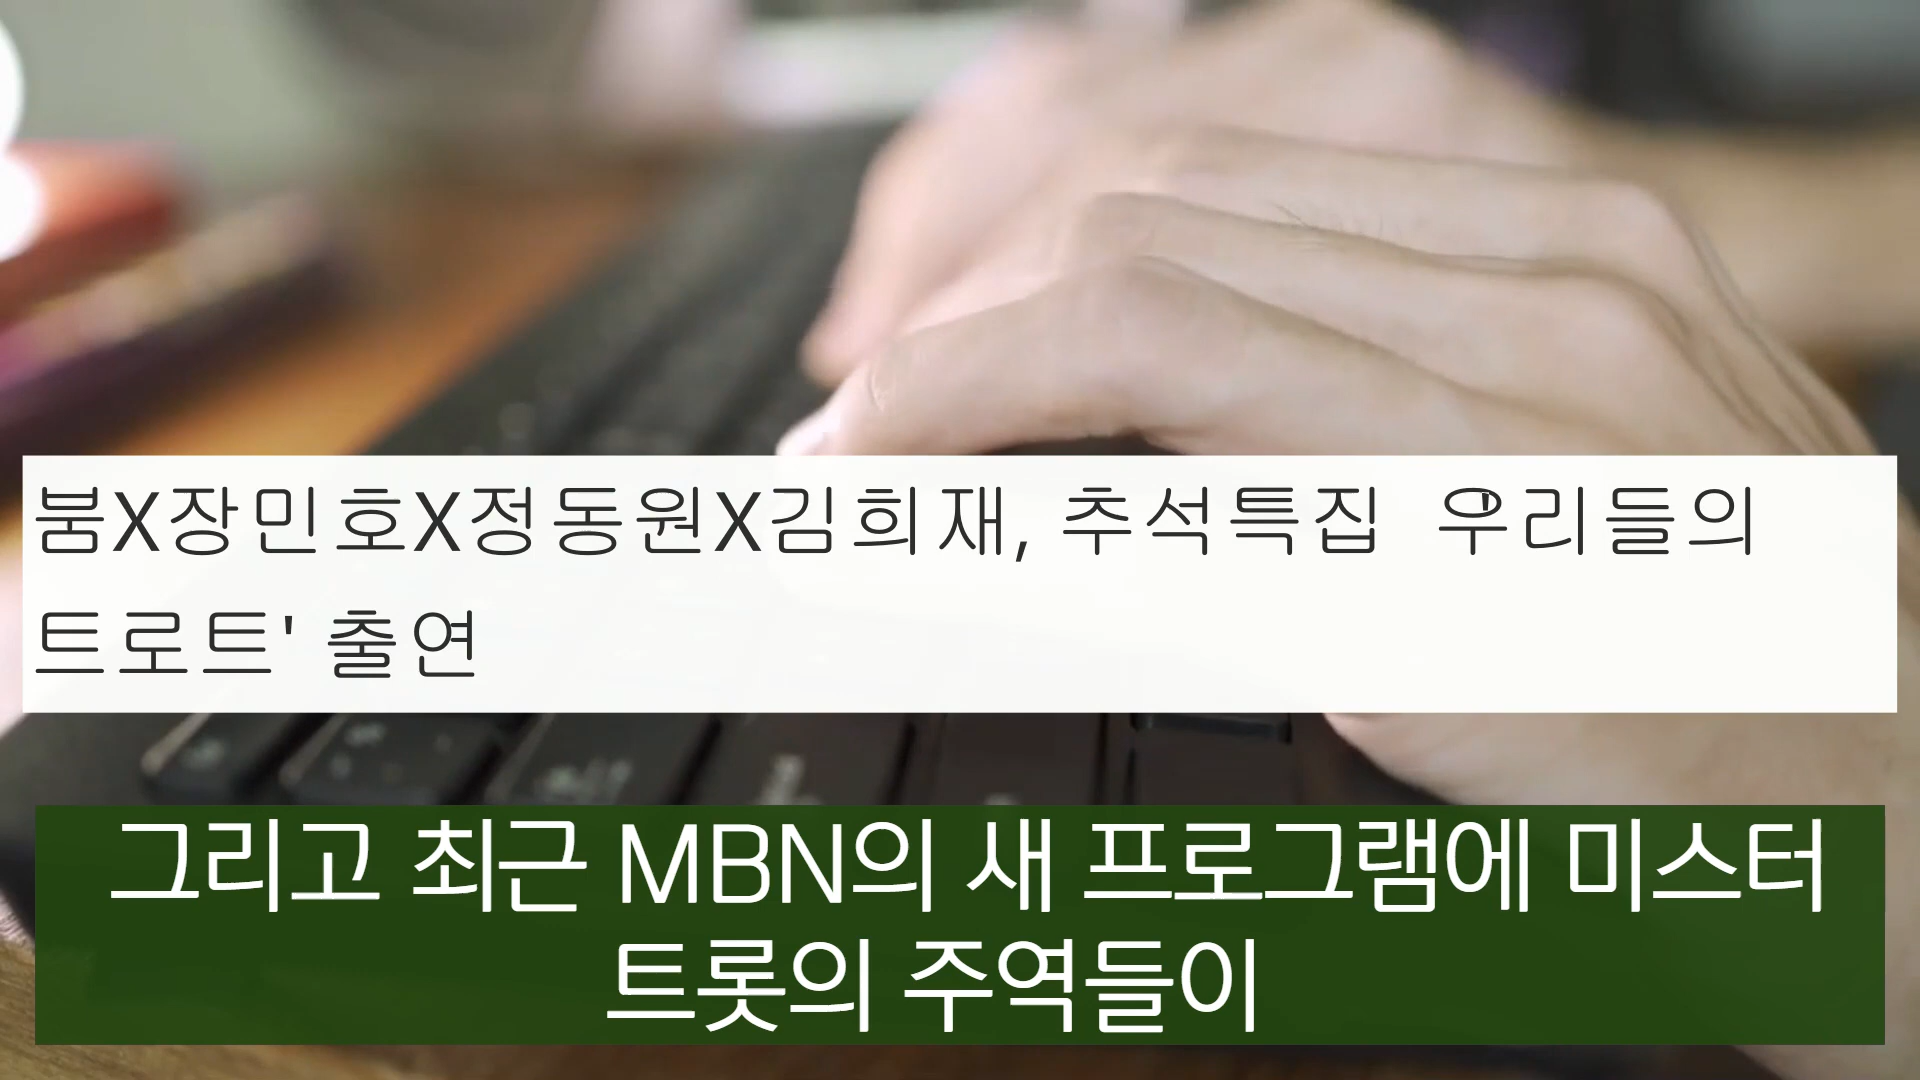 붐X장민호X정동원X김희재, 추석특집 '우리들의
트로트' 출연
그리고 최근 MBN의 새 프로그램에 미스터
트롯의 주역들이